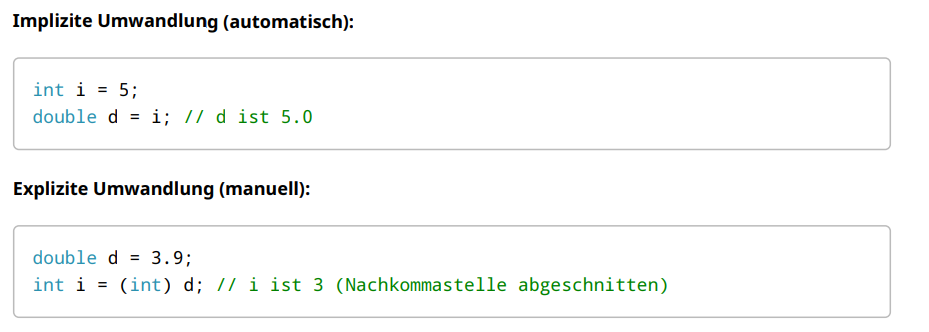 Implizite Umwandlung (automatisch):
int i = 5;
double d = i; // d ist 5.0
Explizite Umwandlung (manuell):
double d = 3.9;
int i = (int) d; // i ist 3 (Nachkommastelle abgeschnitten)